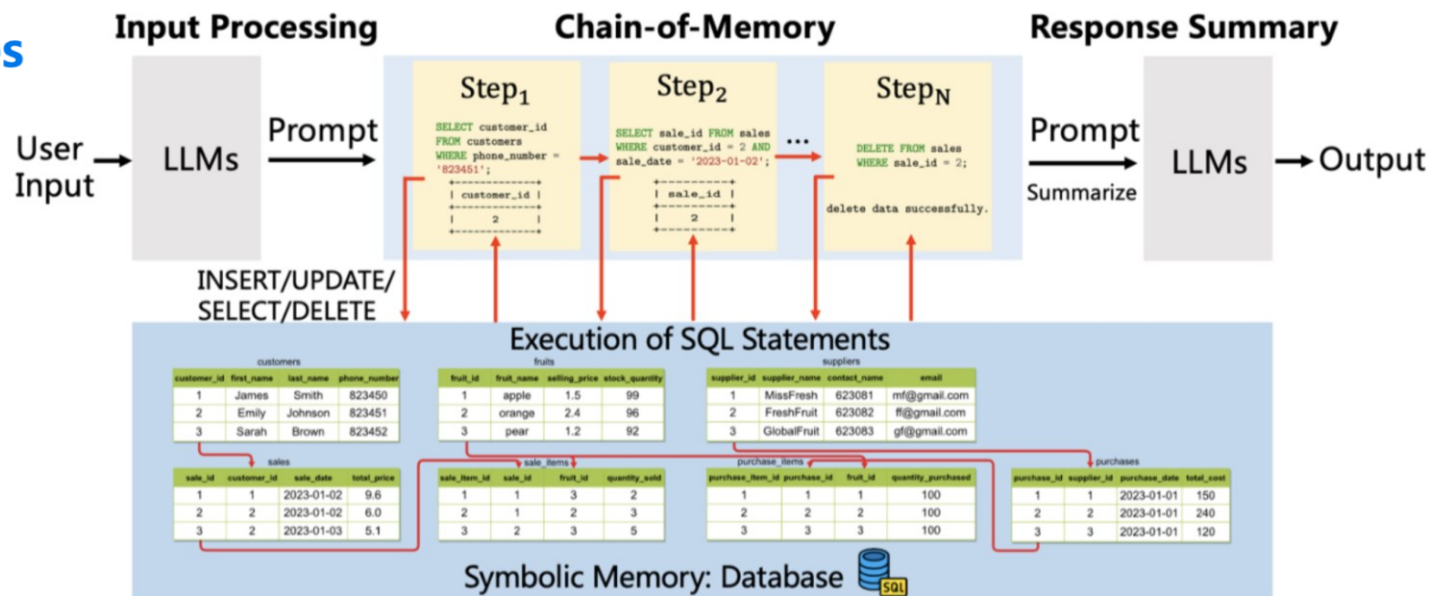 Input Processing
Chain-of-Memory
Response Summary
User
Input
LLMs
Prompt
Step1
SELECT customer_id
FROM customers
WHERE phone_number =
'823451';
+-------------+
| customer_id |
+-------------+
| 2 |
+-------------+
Step2
SELECT sale_id FROM sales
WHERE customer_id = 2 AND
sale_date = '2023-01-02';
+-------------+
| sale_id |
+-------------+
| 2 |
+-------------+
...
StepN
DELETE FROM sales
WHERE sale_id = 2;
delete data successfully.
Prompt
Summarize
LLMs
Output
INSERT/UPDATE/
SELECT/DELETE
Execution of SQL Statements
customers
customer_id first_name last_name phone_number
1 James Smith 823450
2 Emily Johnson 823451
3 Sarah Brown 823452
fruits
fruit_id fruit_name selling_price stock_quantity
1 apple 1.5 99
2 orange 2.4 96
3 pear 1.2 92
suppliers
supplier_id supplier_name contact_name email
1 MissFresh 623081 mf@gmail.com
2 FreshFruit 623082 ff@gmail.com
3 GlobalFruit 623083 gf@gmail.com
sales
sale_id customer_id sale_date total_price
1 1 2023-01-02 9.6
2 2 2023-01-02 6.0
3 2 2023-01-03 5.1
sale_items
sale_item_id sale_id fruit_id quantity_sold
1 1 3 2
2 1 2 3
3 2 3 5
purchase_items
purchase_item_id purchase_id fruit_id quantity_purchased
1 1 1 100
2 2 2 100
3 3 3 100
purchases
purchase_id supplier_id purchase_date total_cost
1 1 2023-01-01 150
2 2 2023-01-01 240
3 3 2023-01-01 120
Symbolic Memory: Database
SQL